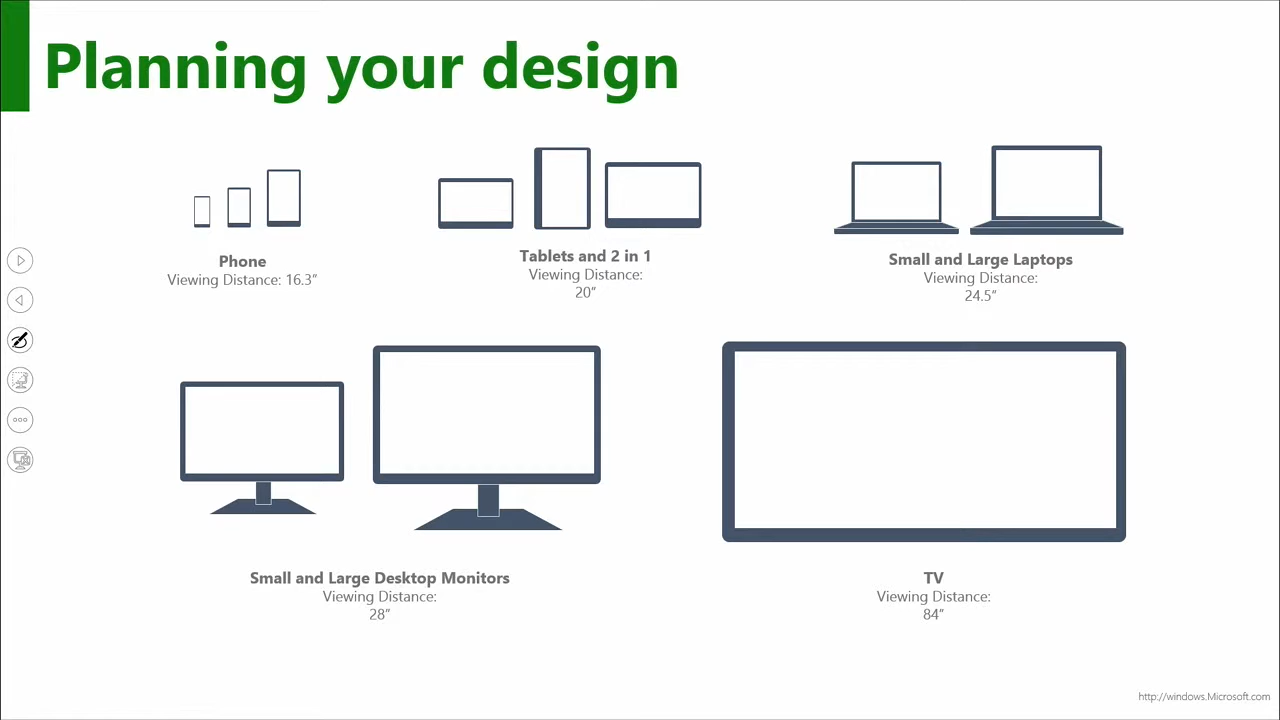 Planning your design
Phone
Viewing Distance: 16.3”
Tablets and 2 in 1
Viewing Distance:
20”
Small and Large Laptops
Viewing Distance:
24.5”
Small and Large Desktop Monitors
Viewing Distance:
28”
TV
Viewing Distance:
84”
http://windows.Microsoft.com